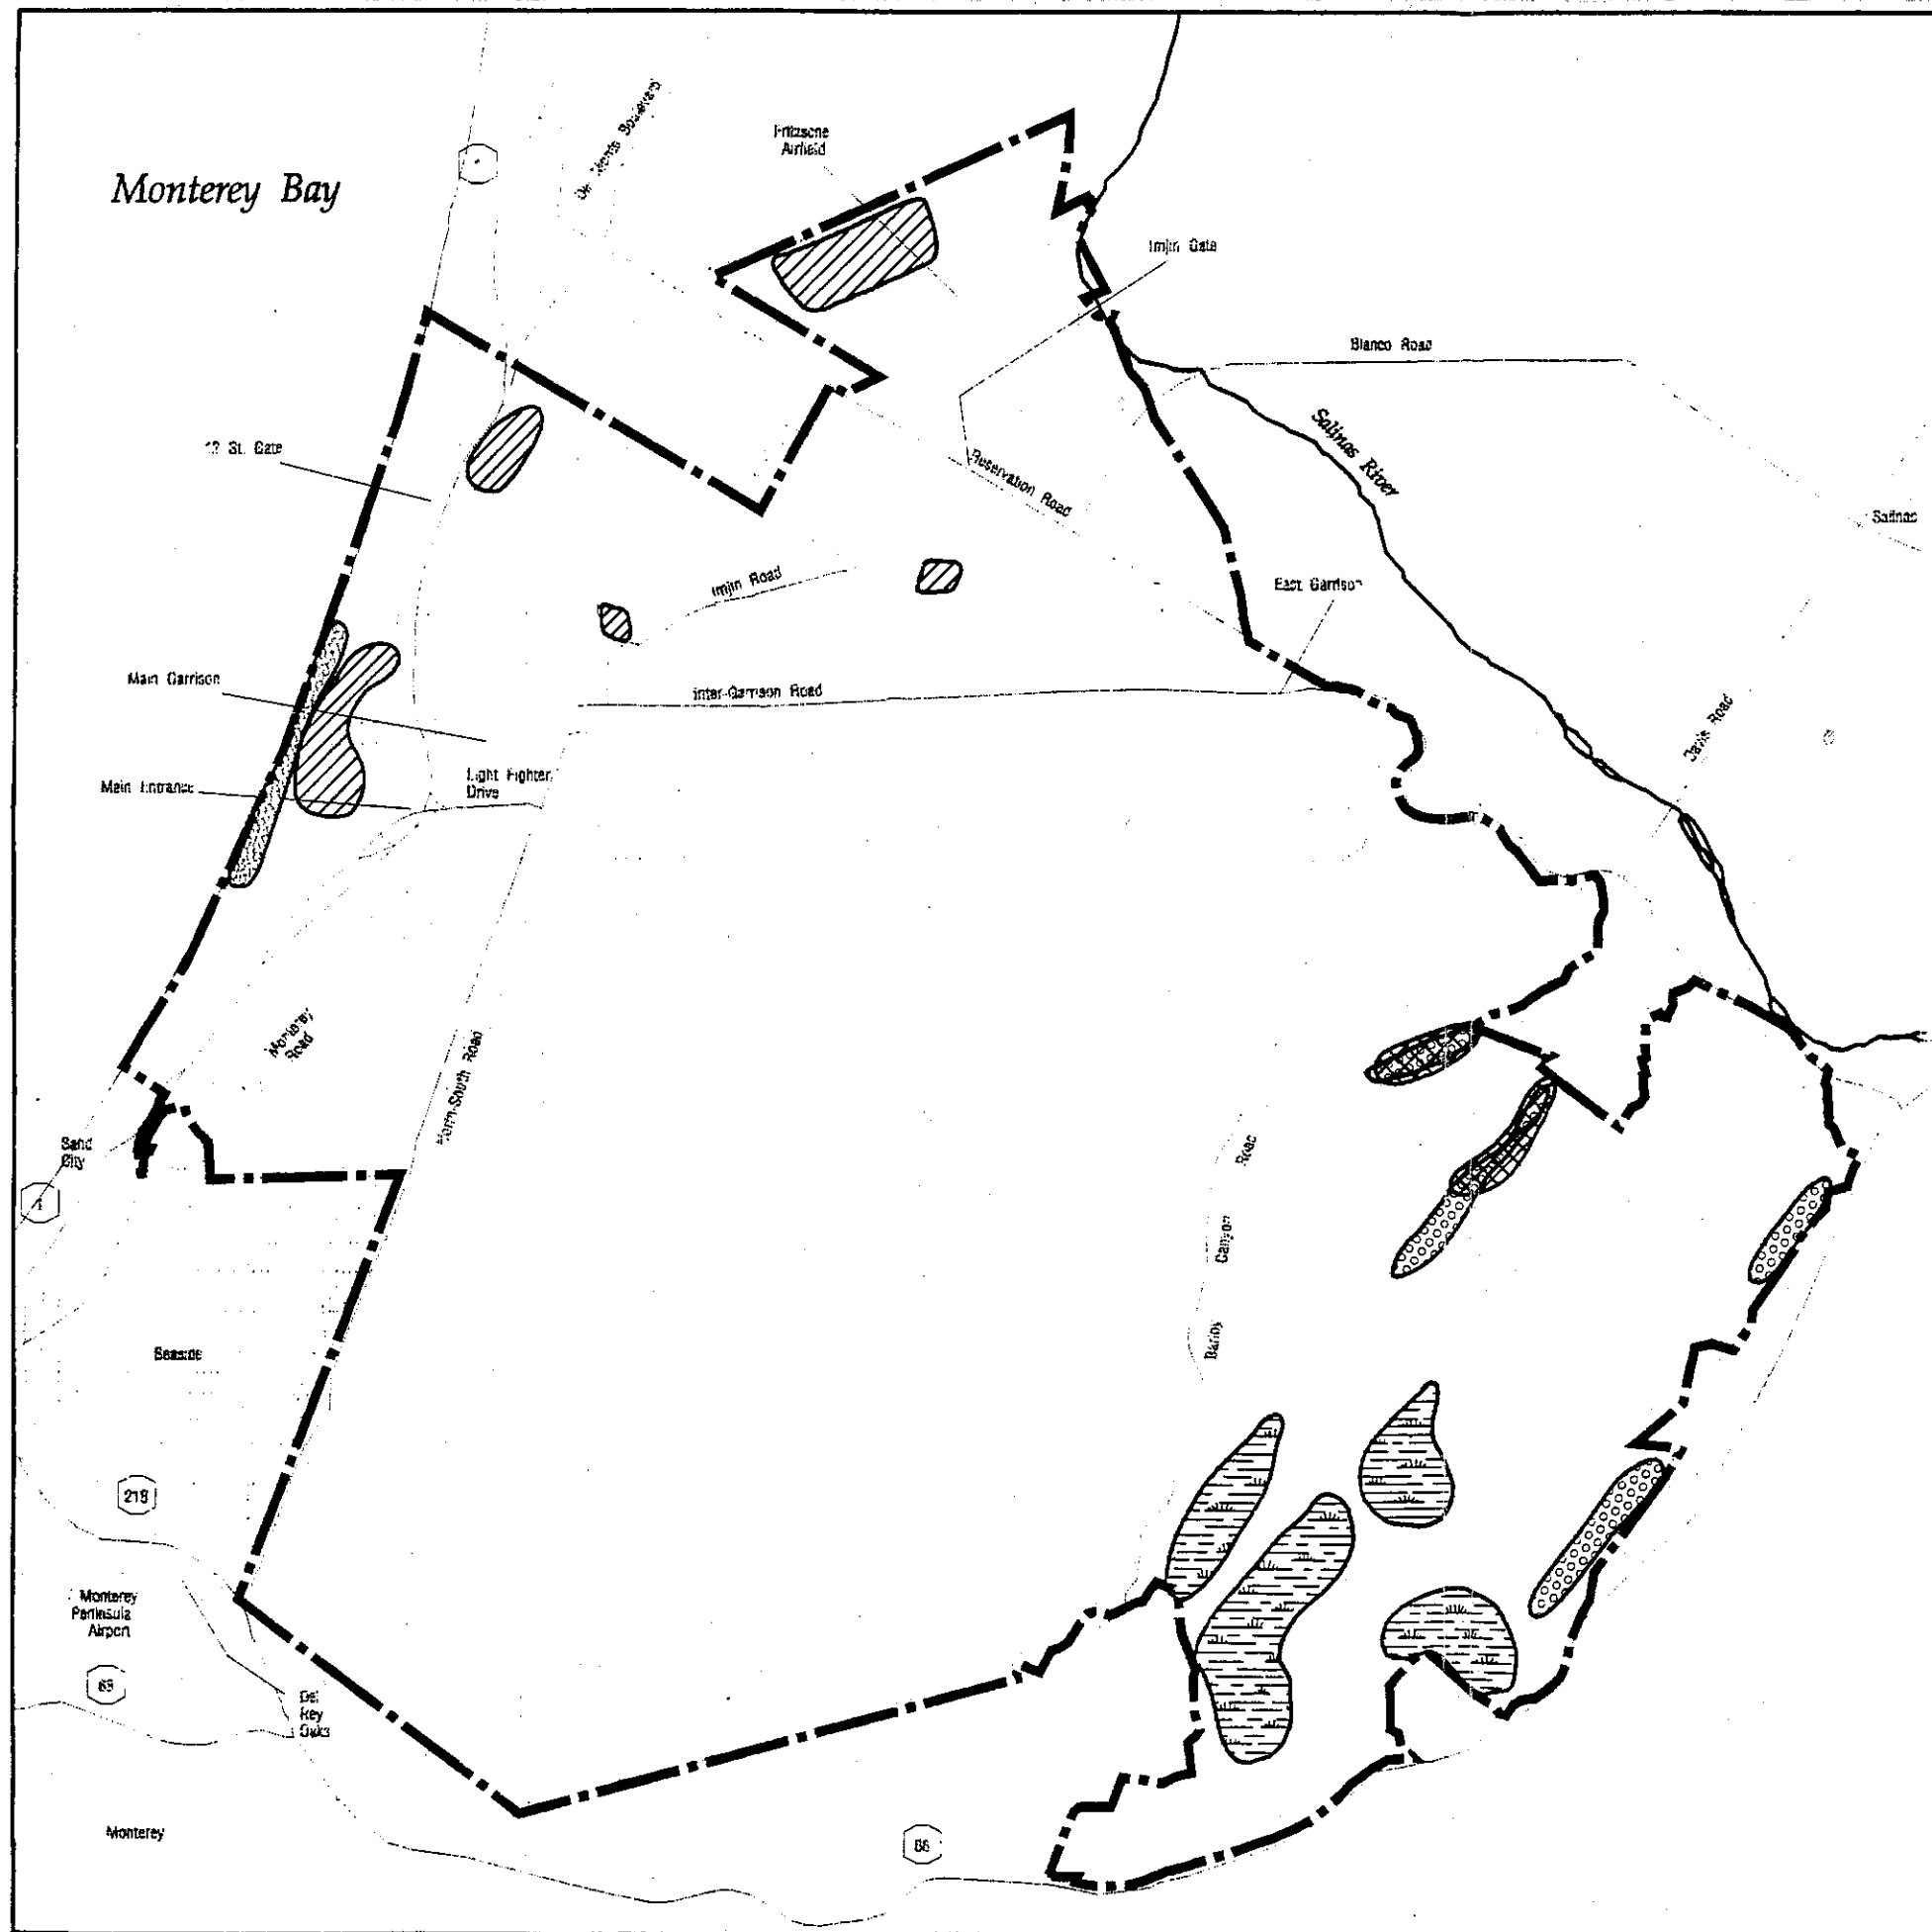 Monterey Bay
Fritzsche
Airfield
Imjin Gate
Blanco Road
Salinas River
12 St. Gate
Reservation Road
Salinas
Imjin Road
East Garrison
Main Garrison
Inter-Garrison Road
Davis Road
Main Entrance
Light Fighter
Drive
Monterey
Road
North-South Road
Sand
City
1
Barloy Canyon Road
Seaside
218
Monterey
Peninsula
Airport
68
Del
Rey
Oaks
Monterey
68